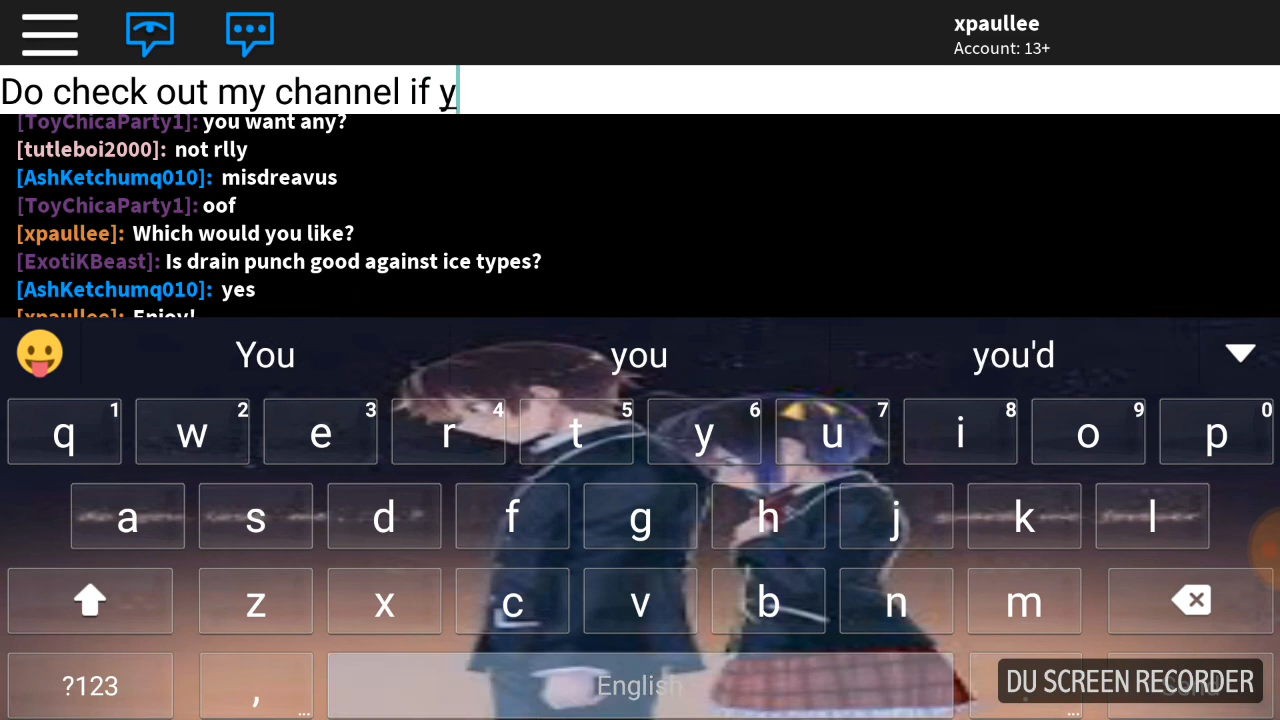 xpaullee
Account: 13+
Do check out my channel if y
[ToyChicaParty1]: you want any?
[tutleboi2000]: not rlly
[AshKetchumq010]: misdreavus
[ToyChicaParty1]: oof
[xpaullee]: Which would you like?
[ExotiKBeast]: Is drain punch good against ice types?
[AshKetchumq010]: yes
[xpaullee]: Enjoy!
You you you'd
1 2 3 4 5 6 7 8 9 0
q w e r t y u i o p
a s d f g h j k l
z x c v b n m
?123 , English
DU SCREEN RECORDER